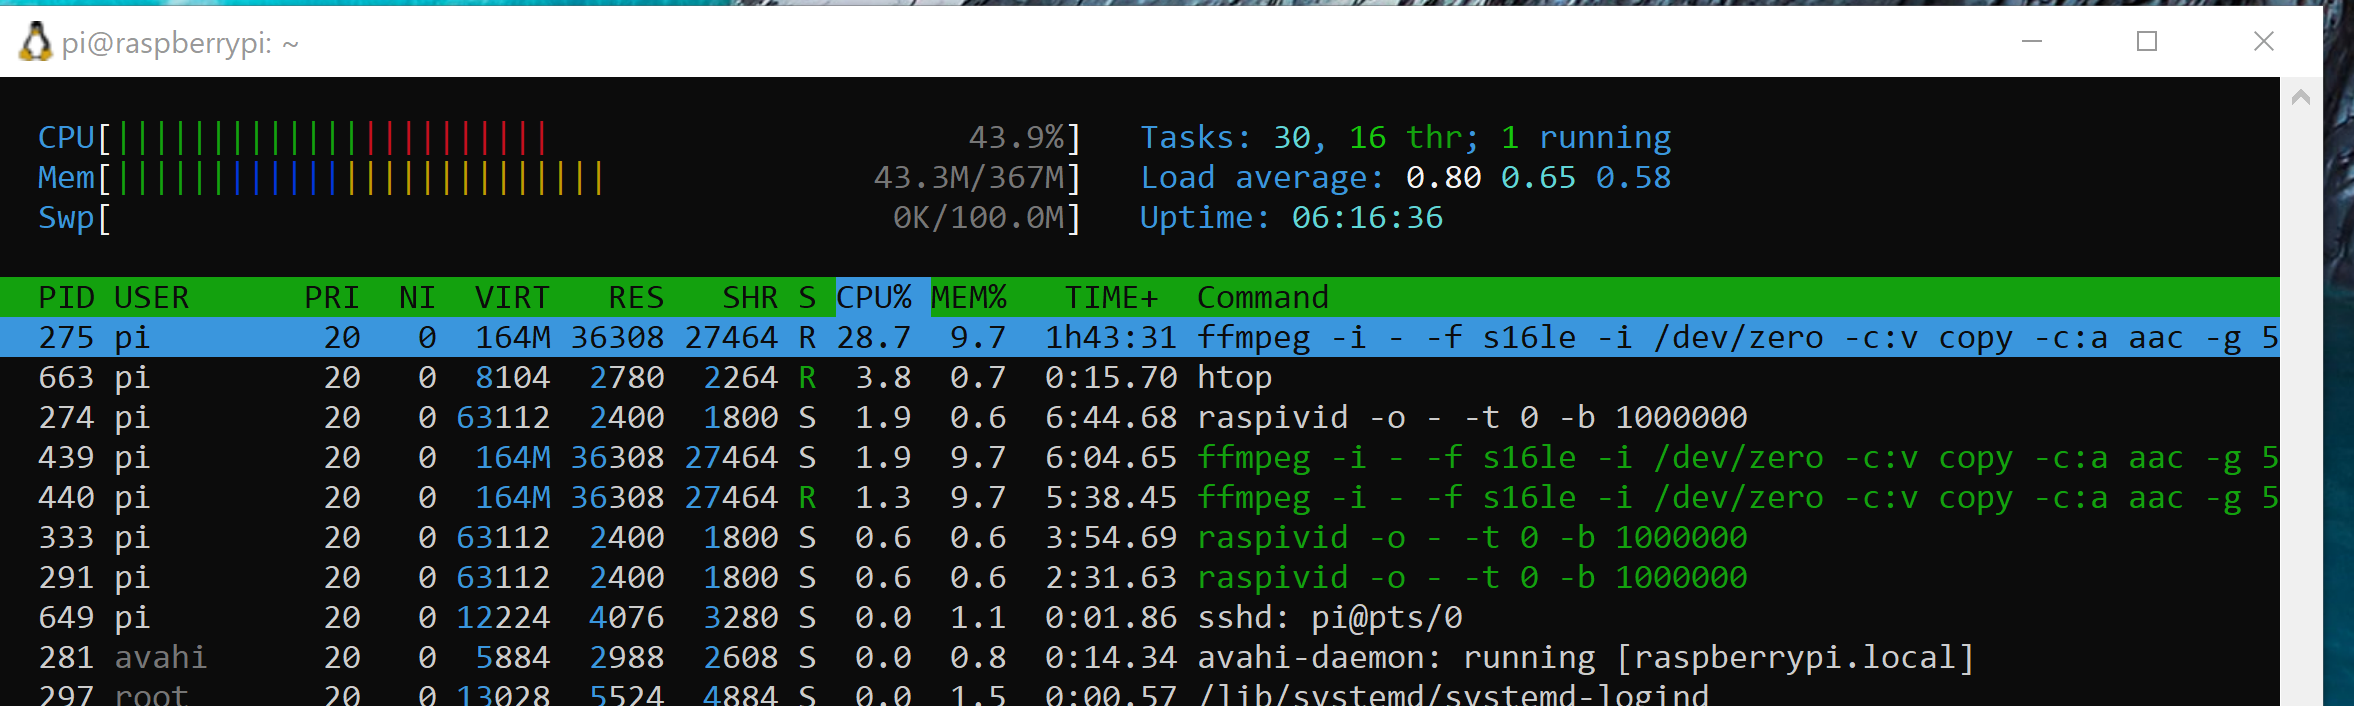 pi@raspberrypi: ~
CPU[||||||||||||||||||||||| 43.9%] Tasks: 30, 16 thr; 1 running
Mem[|||||||||||||||||||||||||| 43.3M/367M] Load average: 0.80 0.65 0.58
Swp[ 0K/100.0M] Uptime: 06:16:36
PID USER PRI NI VIRT RES SHR S CPU% MEM% TIME+ Command
275 pi 20 0 164M 36308 27464 R 28.7 9.7 1h43:31 ffmpeg -i - -f s16le -i /dev/zero -c:v copy -c:a aac -g 5
663 pi 20 0 8104 2780 2264 R 3.8 0.7 0:15.70 htop
274 pi 20 0 63112 2400 1800 S 1.9 0.6 6:44.68 raspivid -o - -t 0 -b 1000000
439 pi 20 0 164M 36308 27464 S 1.9 9.7 6:04.65 ffmpeg -i - -f s16le -i /dev/zero -c:v copy -c:a aac -g 5
440 pi 20 0 164M 36308 27464 R 1.3 9.7 5:38.45 ffmpeg -i - -f s16le -i /dev/zero -c:v copy -c:a aac -g 5
333 pi 20 0 63112 2400 1800 S 0.6 0.6 3:54.69 raspivid -o - -t 0 -b 1000000
291 pi 20 0 63112 2400 1800 S 0.6 0.6 2:31.63 raspivid -o - -t 0 -b 1000000
649 pi 20 0 12224 4076 3280 S 0.0 1.1 0:01.86 sshd: pi@pts/0
281 avahi 20 0 5884 2988 2608 S 0.0 0.8 0:14.34 avahi-daemon: running [raspberrypi.local]
297 root 20 0 13028 5524 4884 S 0.0 1.5 0:00.57 /lib/systemd/systemd-logind